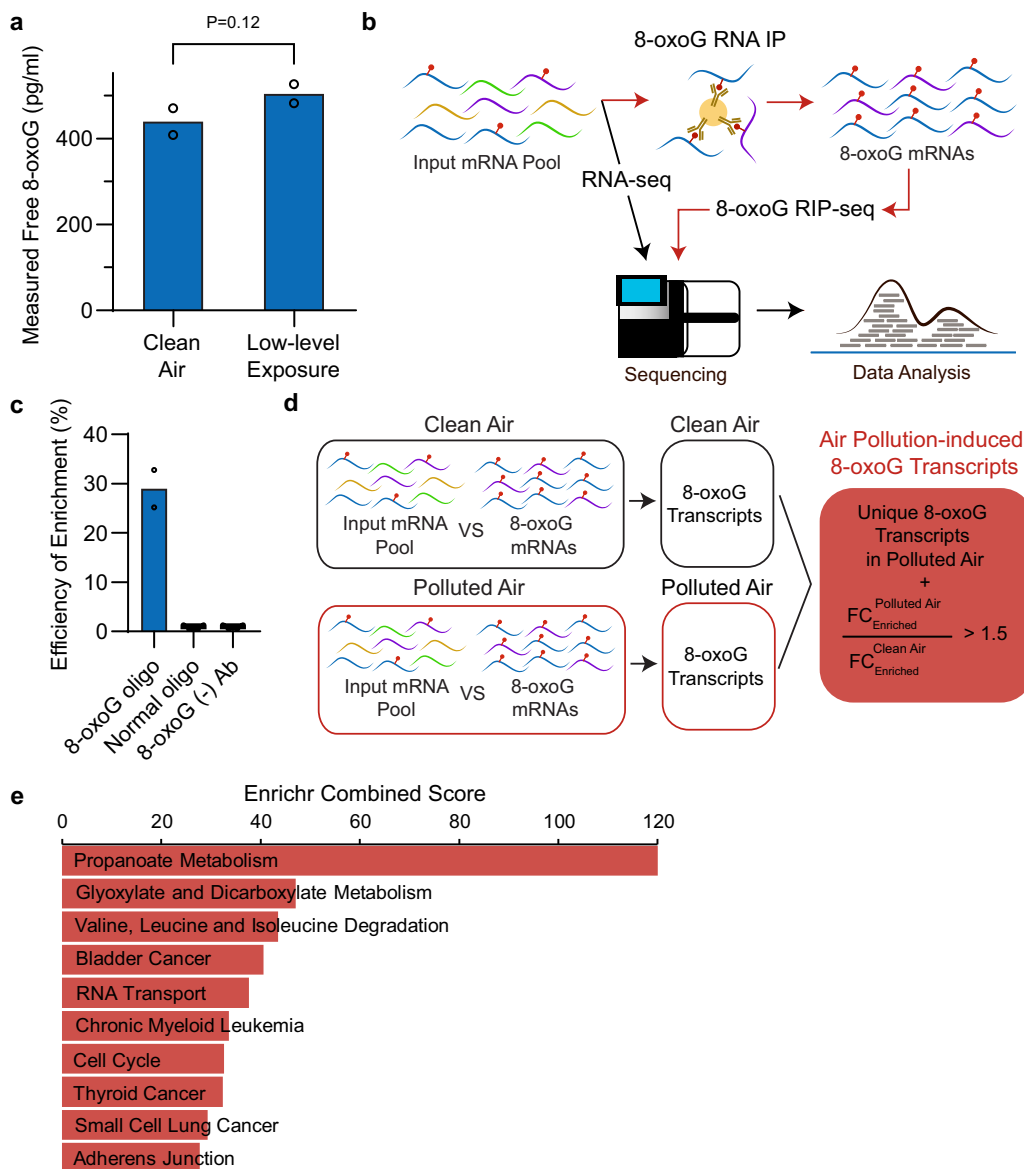 a
P=0.12
Measured Free 8-oxoG (pg/ml)
400
200
0
Clean
Air
Low-level
Exposure
b
8-oxoG RNA IP
Input mRNA Pool
8-oxoG mRNAs
RNA-seq
8-oxoG RIP-seq
Sequencing
Data Analysis
c
Efficiency of Enrichment (%)
40
30
20
10
0
8-oxoG oligo
Normal oligo
8-oxoG (-) Ab
d
Clean Air
Input mRNA
Pool
VS
8-oxoG
mRNAs
Clean Air
8-oxoG
Transcripts
Polluted Air
Input mRNA
Pool
VS
8-oxoG
mRNAs
Polluted Air
8-oxoG
Transcripts
Air Pollution-induced
8-oxoG Transcripts
Unique 8-oxoG
Transcripts
in Polluted Air
+
FC Polluted Air Enriched
FC Clean Air Enriched
> 1.5
e
Enrichr Combined Score
0 20 40 60 80 100 120
Propanoate Metabolism
Glyoxylate and Dicarboxylate Metabolism
Valine, Leucine and Isoleucine Degradation
Bladder Cancer
RNA Transport
Chronic Myeloid Leukemia
Cell Cycle
Thyroid Cancer
Small Cell Lung Cancer
Adherens Junction